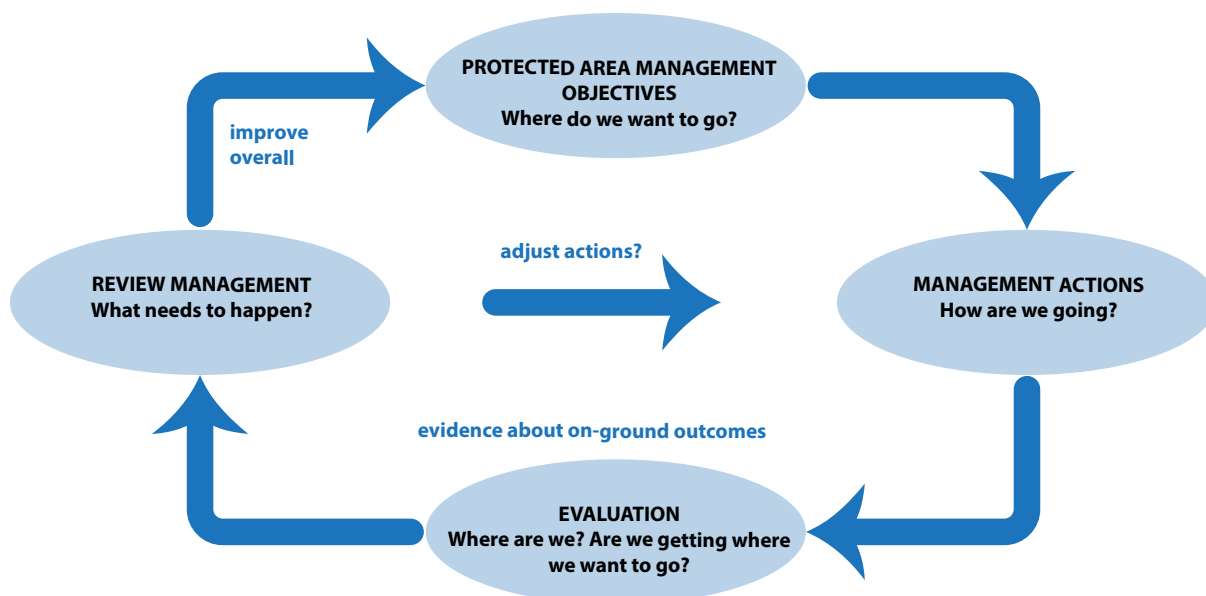 PROTECTED AREA MANAGEMENT
OBJECTIVES
Where do we want to go?
improve
overall
adjust actions?
REVIEW MANAGEMENT
What needs to happen?
MANAGEMENT ACTIONS
How are we going?
evidence about on-ground outcomes
EVALUATION
Where are we? Are we getting where
we want to go?